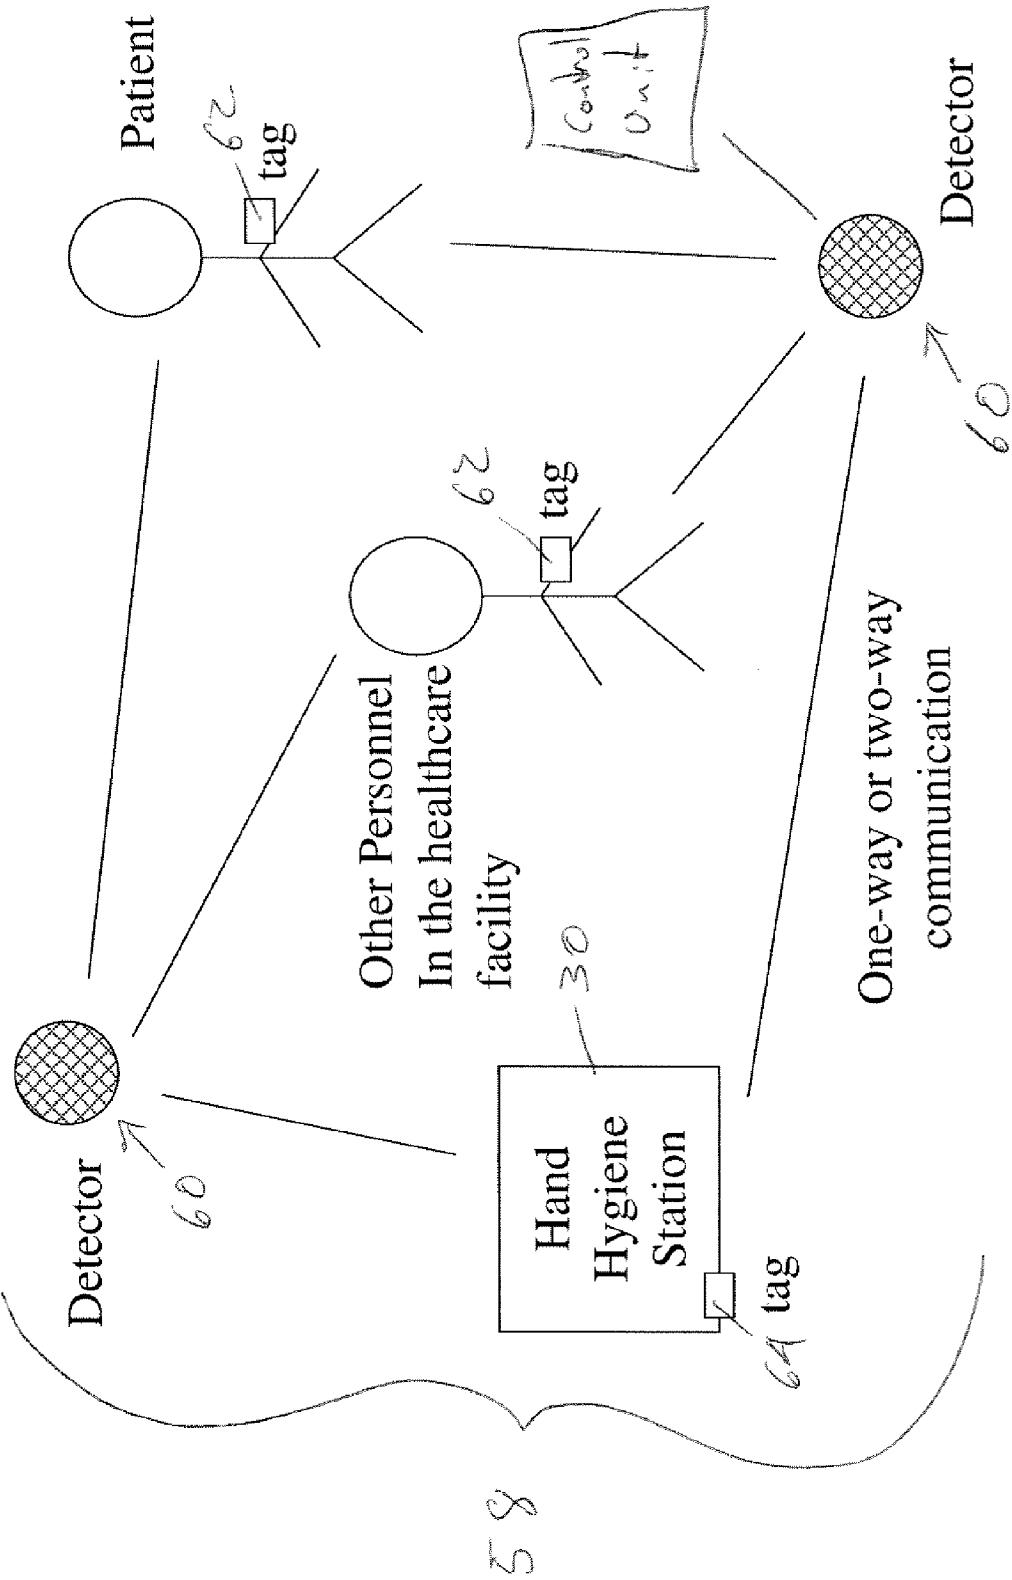 Detector
60
Patient
62
tag
Other Personnel
In the healthcare
facility
62
tag
58
Hand
Hygiene
Station
30
Control
Unit
tag
64
One-way or two-way
communication
Detector
60